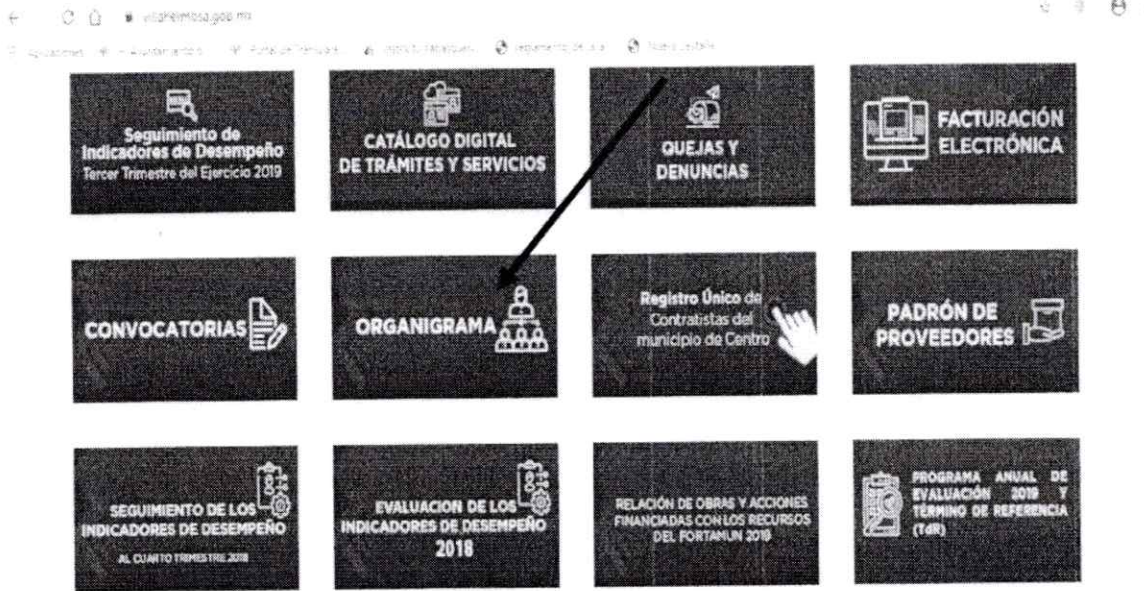 villahermosa.gob.mx
Seguimiento de
Indicadores de Desempeño
Tercer Trimestre del Ejercicio 2019
CATÁLOGO DIGITAL
DE TRÁMITES Y SERVICIOS
QUEJAS Y
DENUNCIAS
FACTURACIÓN
ELECTRÓNICA
CONVOCATORIAS
ORGANIGRAMA
Registro Único de
Contratistas del
municipio de Centro
PADRÓN DE
PROVEEDORES
SEGUIMIENTO DE LOS
INDICADORES DE DESEMPEÑO
AL CUARTO TRIMESTRE 2018
EVALUACION DE LOS
INDICADORES DE DESEMPEÑO
2018
RELACIÓN DE OBRAS Y ACCIONES
FINANCIADAS CON LOS RECURSOS
DEL FORTAMUN 2018
PROGRAMA ANUAL DE
EVALUACIÓN 2019 Y
TÉRMINO DE REFERENCIA
(TdR)